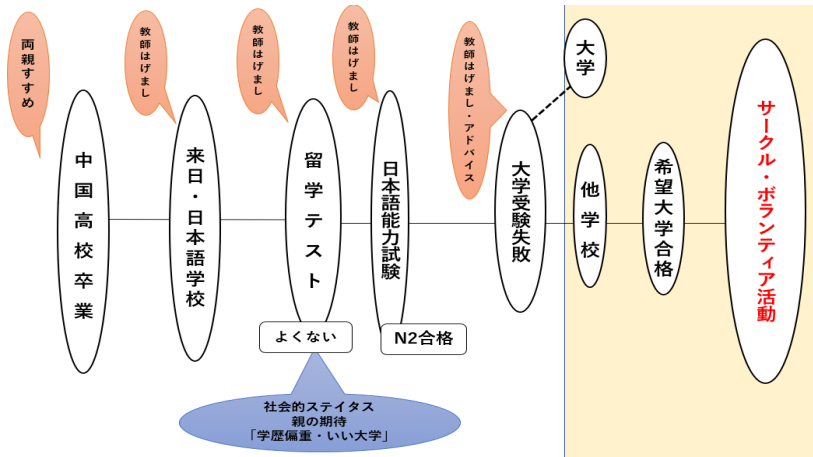 両親すすめ
教師はげまし
教師はげまし
教師はげまし
教師はげまし・アドバイス
大学
中国高校卒業
来日・日本語学校
留学テスト
日本語能力試験
大学受験失敗
他学校
希望大学合格
サークル・ボランティア活動
よくない
N2合格
社会的ステイタス
親の期待
「学歴偏重・いい大学」